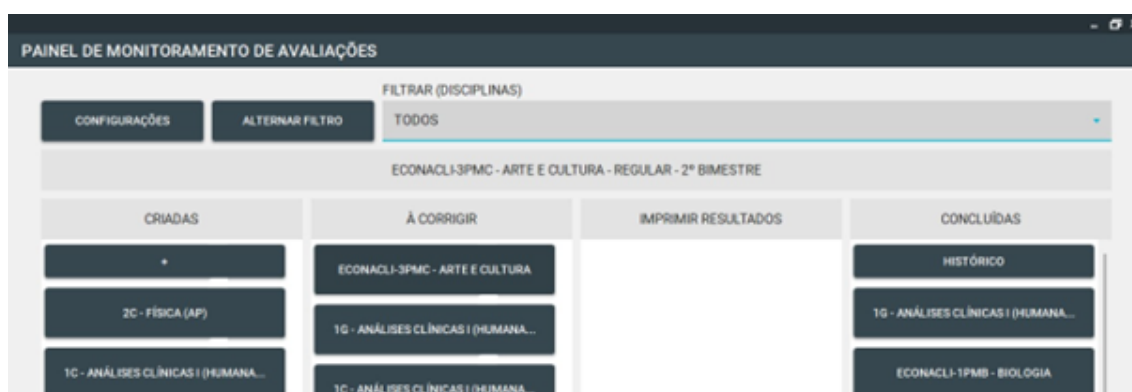 PAINEL DE MONITORAMENTO DE AVALIAÇÕES
FILTRAR (DISCIPLINAS)
CONFIGURAÇÕES
ALTERNAR FILTRO
TODOS
ECONACLI-3PMC - ARTE E CULTURA - REGULAR - 2º BIMESTRE
CRIADAS
À CORRIGIR
IMPRIMIR RESULTADOS
CONCLUÍDAS
+
2C - FÍSICA (AP)
1C - ANÁLISES CLÍNICAS I (HUMANA...
ECONACLI-3PMC - ARTE E CULTURA
1G - ANÁLISES CLÍNICAS I (HUMANA...
1C - ANÁLISES CLÍNICAS I (HUMANA...
HISTÓRICO
1G - ANÁLISES CLÍNICAS I (HUMANA...
ECONACLI-1PMB - BIOLOGIA